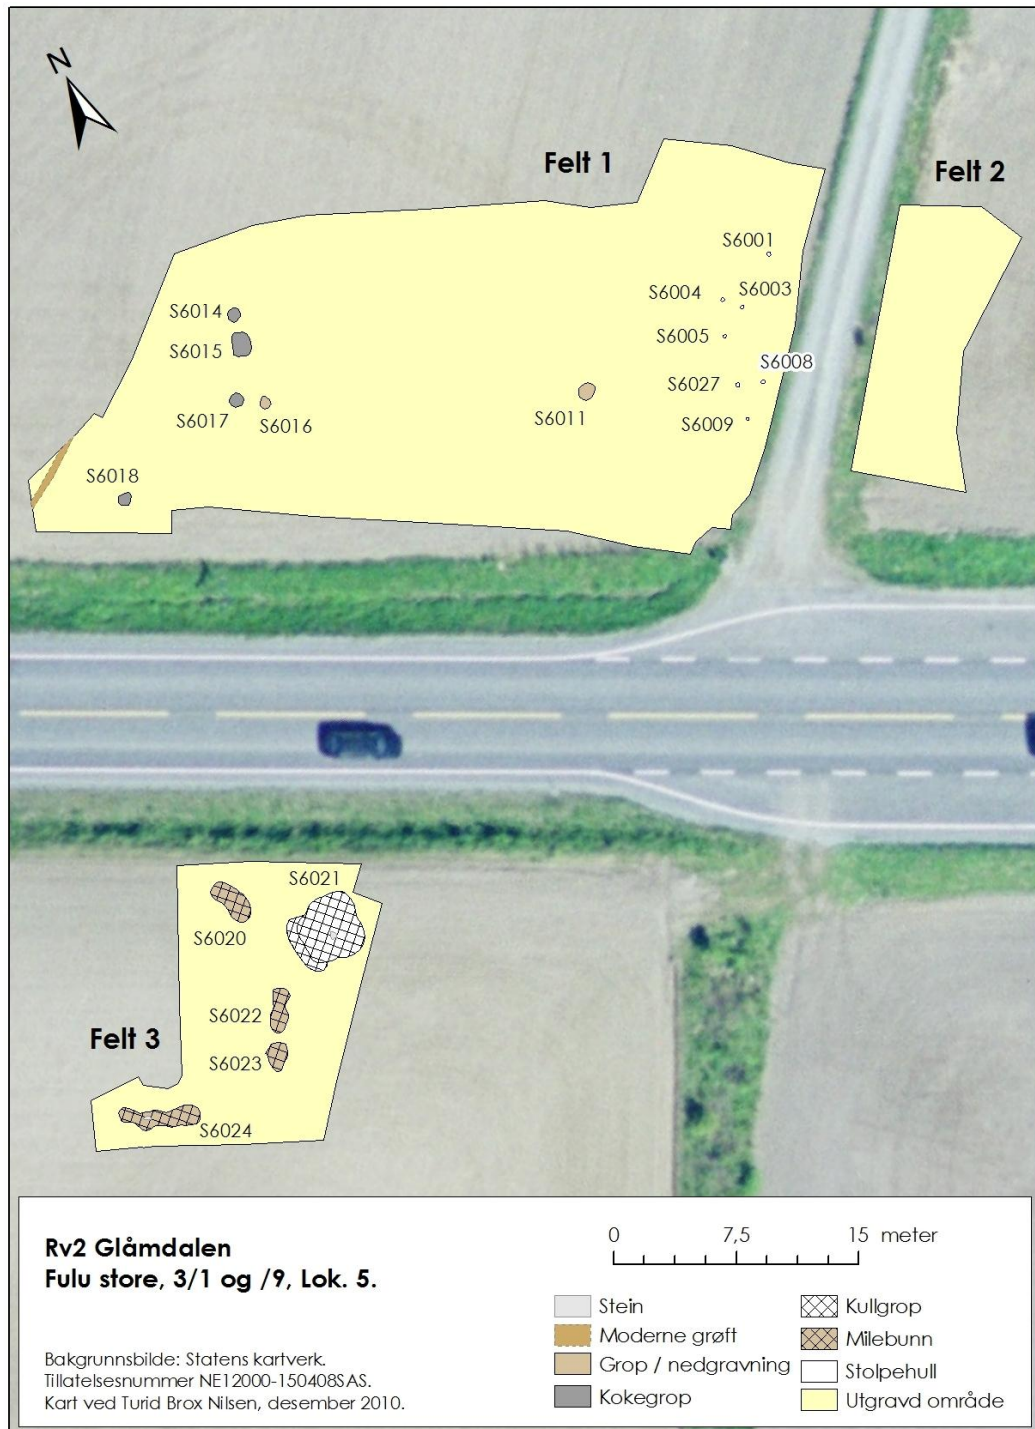 N
Felt 1
Felt 2
S6001
S6004
S6003
S6014
S6005
S6015
S6008
S6027
S6011
S6017
S6016
S6009
S6018
S6021
S6020
S6022
Felt 3
S6023
S6024
Rv2 Glåmdalen
Fulu store, 3/1 og /9, Lok. 5.
Bakgrunnsbilde: Statens kartverk.
Tillatelsesnummer NE12000-150408SAS.
Kart ved Turid Brox Nilsen, desember 2010.
0 7,5 15 meter
Stein
Moderne grøft
Grop / nedgravning
Kokegrop
Kullgrop
Milebunn
Stolpehull
Utgravd område